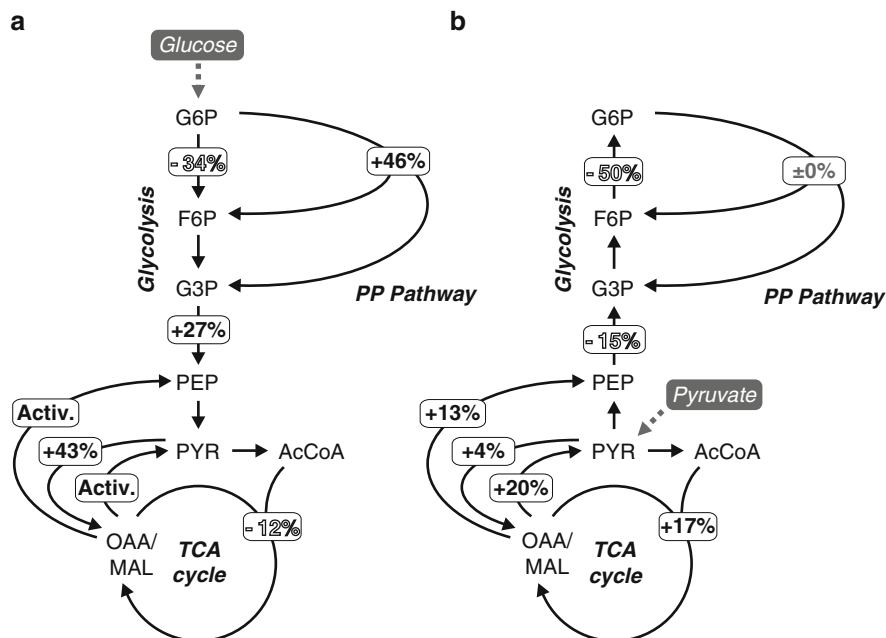 a
Glucose
G6P
- 34%
+46%
F6P
Glycolysis
G3P
PP Pathway
+27%
PEP
Activ.
+43%
PYR
AcCoA
Activ.
- 12%
OAA/
MAL
TCA
cycle
b
G6P
- 50%
±0%
F6P
Glycolysis
G3P
PP Pathway
- 15%
PEP
Pyruvate
+13%
+4%
PYR
AcCoA
+20%
+17%
OAA/
MAL
TCA
cycle